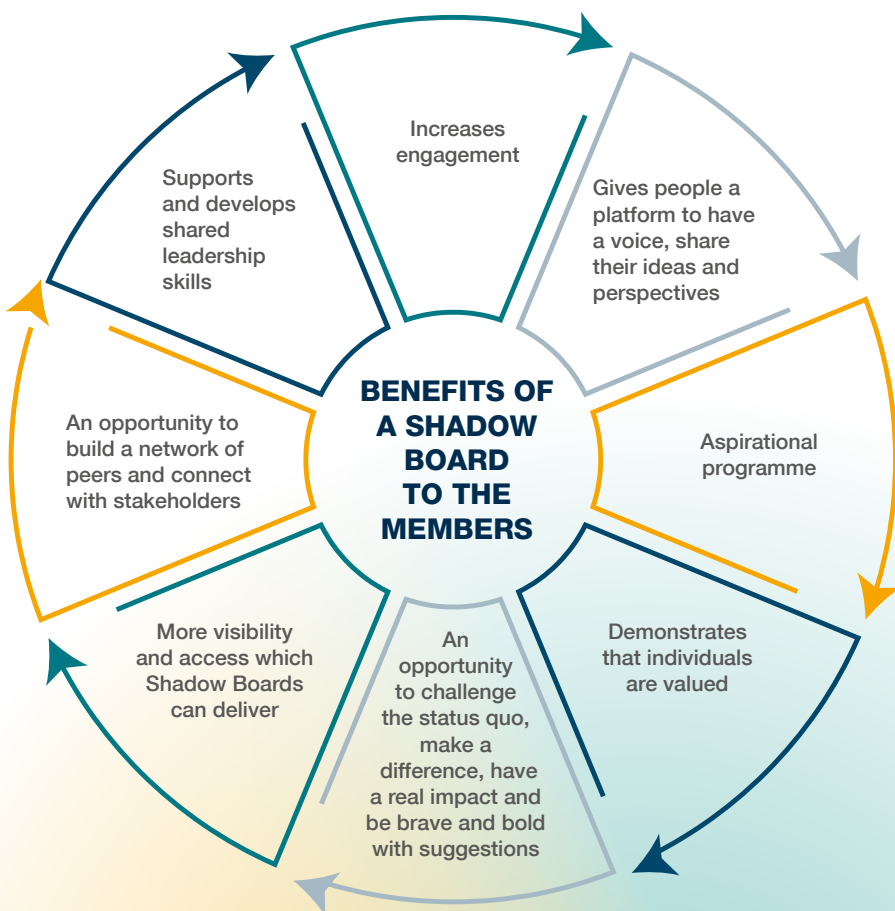 BENEFITS OF
A SHADOW
BOARD
TO THE
MEMBERS
Increases
engagement
Gives people a
platform to have
a voice, share
their ideas and
perspectives
Aspirational
programme
Demonstrates
that individuals
are valued
An
opportunity
to challenge
the status quo,
make a
difference, have
a real impact and
be brave and bold
with suggestions
More visibility
and access which
Shadow Boards
can deliver
An opportunity to
build a network of
peers and connect
with stakeholders
Supports
and develops
shared
leadership
skills